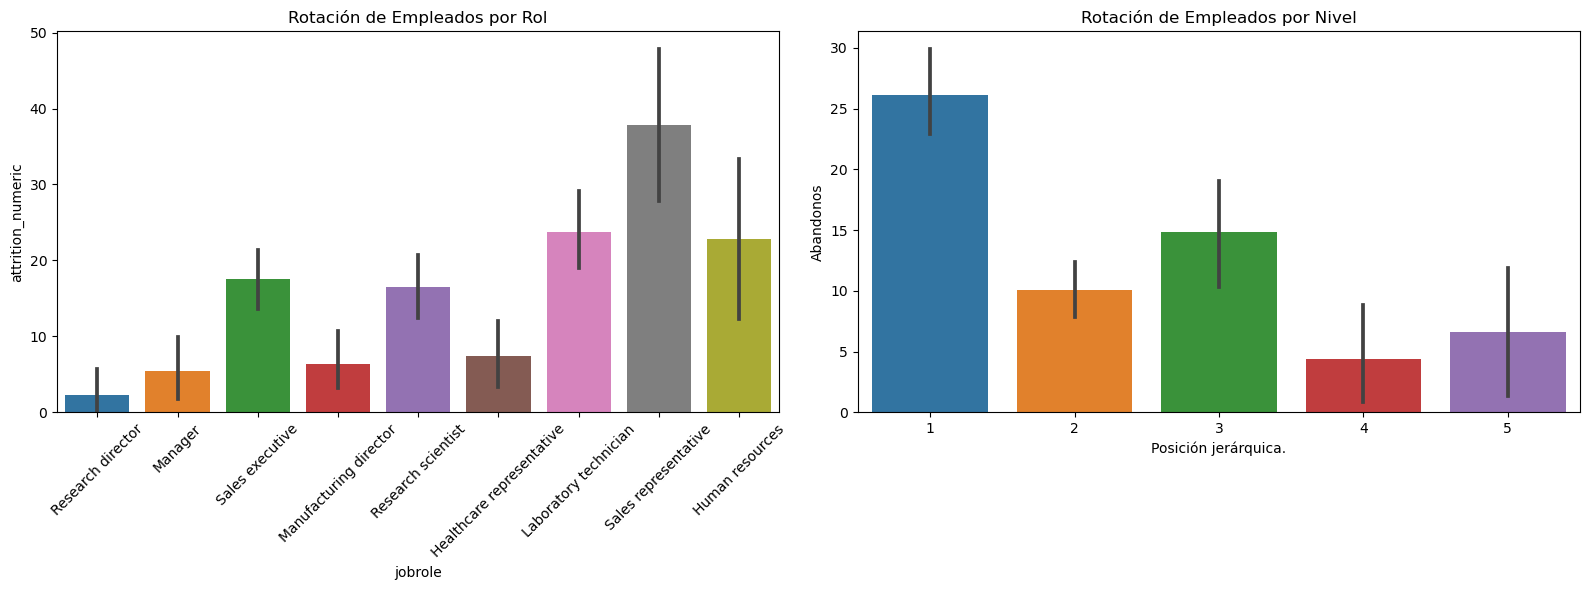 Rotación de Empleados por Rol
attrition_numeric
50
40
30
20
10
0
Research director
Manager
Sales executive
Manufacturing director
Research scientist
Healthcare representative
Laboratory technician
Sales representative
Human resources
jobrole
Rotación de Empleados por Nivel
Abandonos
30
25
20
15
10
5
0
1 2 3 4 5
Posición jerárquica.